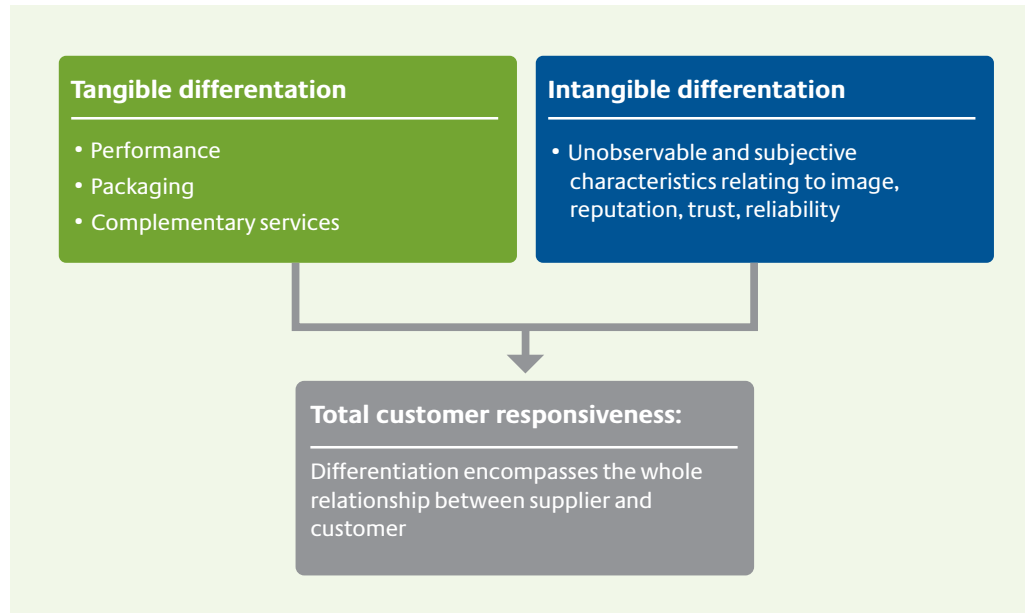 Tangible differentation
• Performance
• Packaging
• Complementary services
Intangible differentation
• Unobservable and subjective
characteristics relating to image,
reputation, trust, reliability
Total customer responsiveness:
Differentiation encompasses the whole
relationship between supplier and
customer